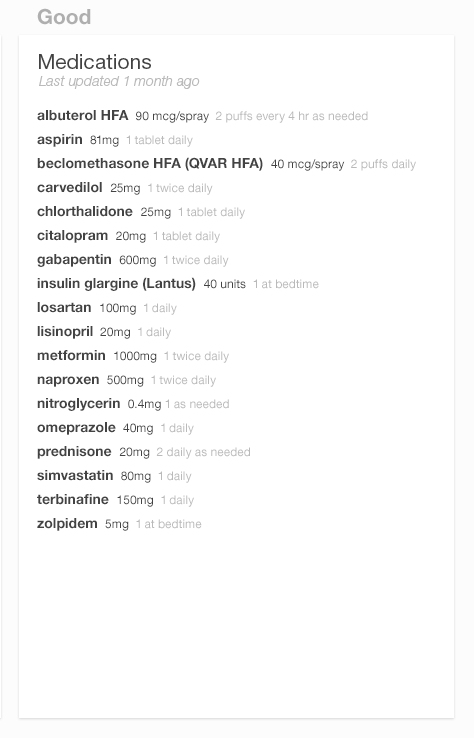 Good
Medications
Last updated 1 month ago
albuterol HFA 90 mcg/spray 2 puffs every 4 hr as needed
aspirin 81mg 1 tablet daily
beclomethasone HFA (QVAR HFA) 40 mcg/spray 2 puffs daily
carvedilol 25mg 1 twice daily
chlorthalidone 25mg 1 tablet daily
citalopram 20mg 1 tablet daily
gabapentin 600mg 1 twice daily
insulin glargine (Lantus) 40 units 1 at bedtime
losartan 100mg 1 daily
lisinopril 20mg 1 daily
metformin 1000mg 1 twice daily
naproxen 500mg 1 twice daily
nitroglycerin 0.4mg 1 as needed
omeprazole 40mg 1 daily
prednisone 20mg 2 daily as needed
simvastatin 80mg 1 daily
terbinafine 150mg 1 daily
zolpidem 5mg 1 at bedtime